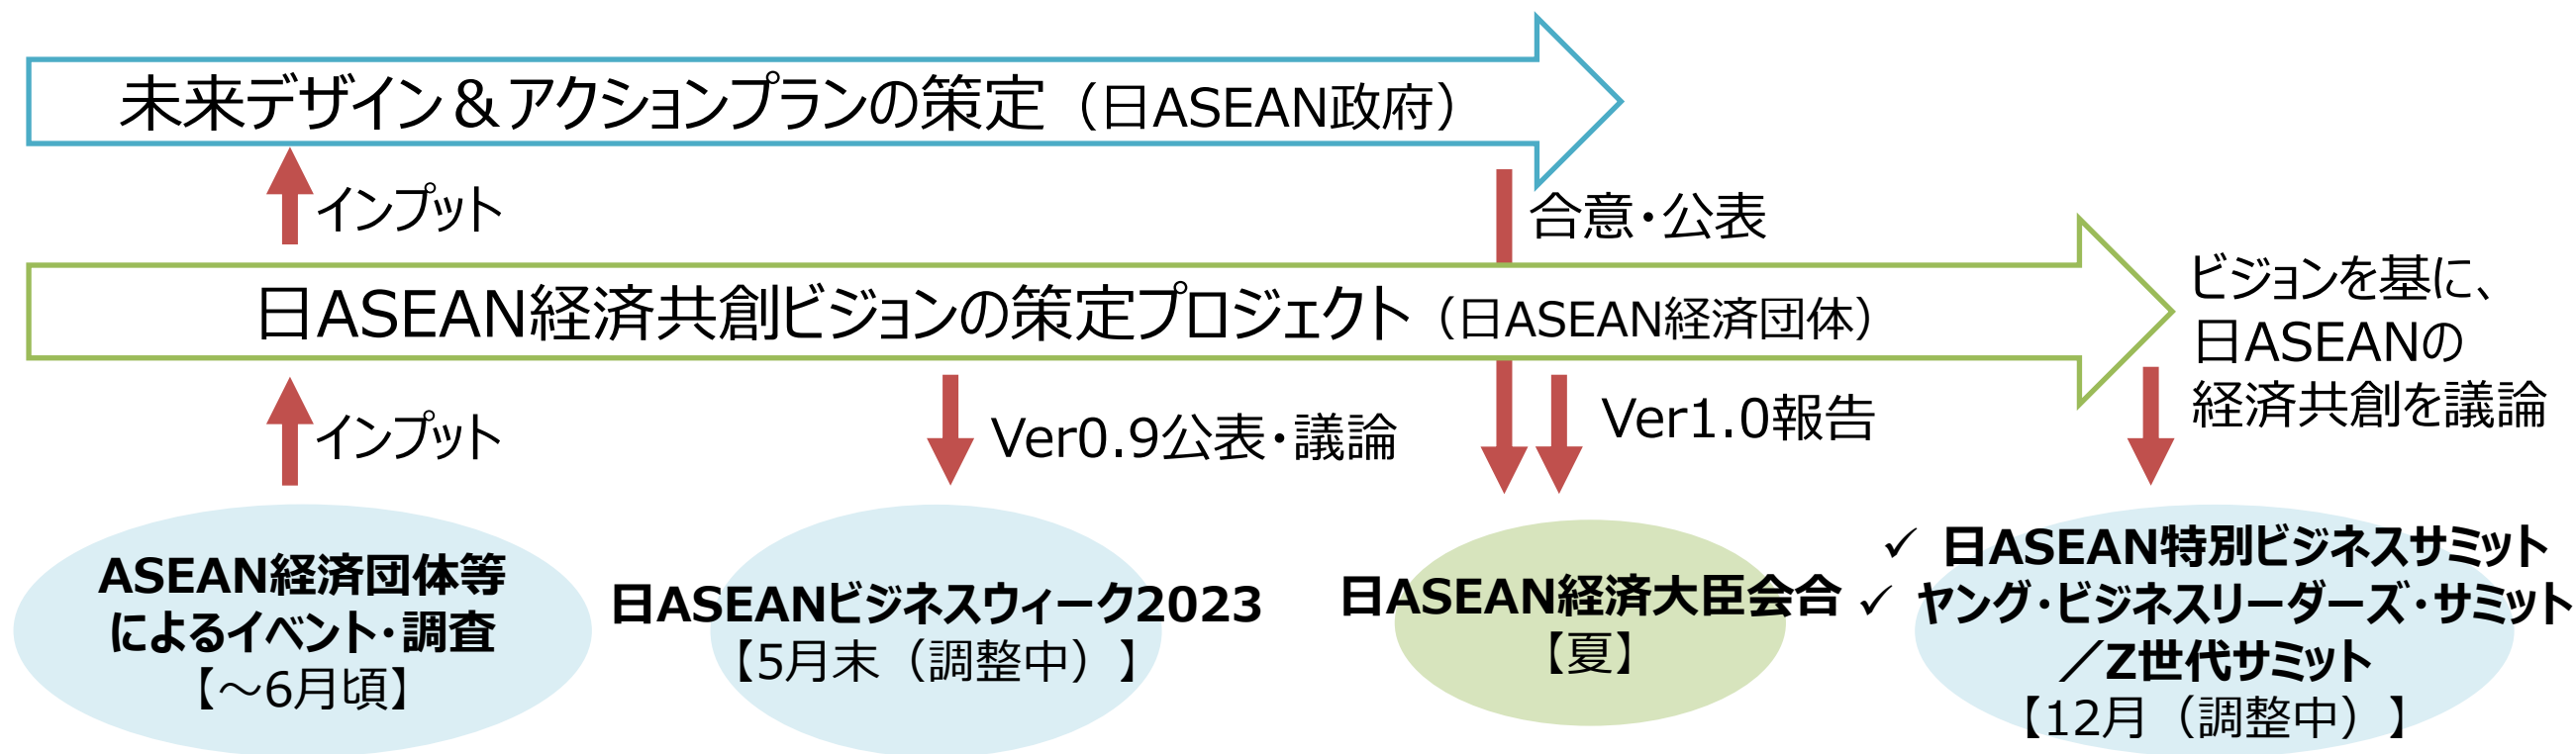 未来デザイン＆アクションプランの策定（日ASEAN政府）
インプット
合意・公表
日ASEAN経済共創ビジョンの策定プロジェクト（日ASEAN経済団体）
ビジョンを基に、
日ASEANの
経済共創を議論
インプット
Ver0.9公表・議論
Ver1.0報告
ASEAN経済団体等
によるイベント・調査
【～6月頃】
日ASEANビジネスウィーク2023
【5月末（調整中）】
日ASEAN経済大臣会合
【夏】
✓ 日ASEAN特別ビジネスサミット
✓ ヤング・ビジネスリーダーズ・サミット
／Z世代サミット
【12月（調整中）】